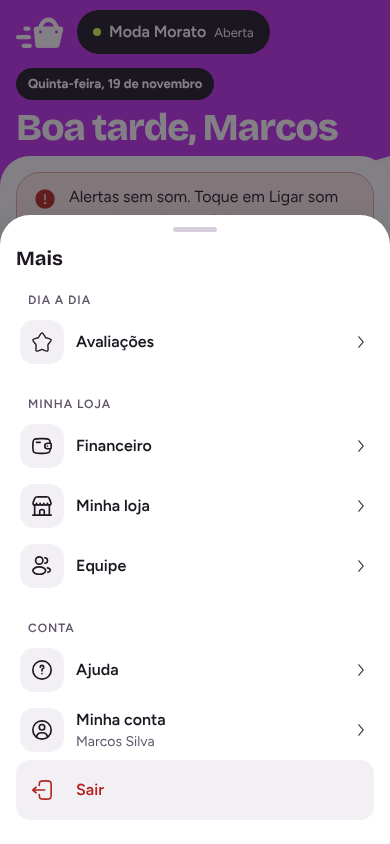 Moda Morato Aberta
Quinta-feira, 19 de novembro
Boa tarde, Marcos
Alertas sem som. Toque em Ligar som
Mais
DIA A DIA
Avaliações
MINHA LOJA
Financeiro
Minha loja
Equipe
CONTA
Ajuda
Minha conta
Marcos Silva
Sair